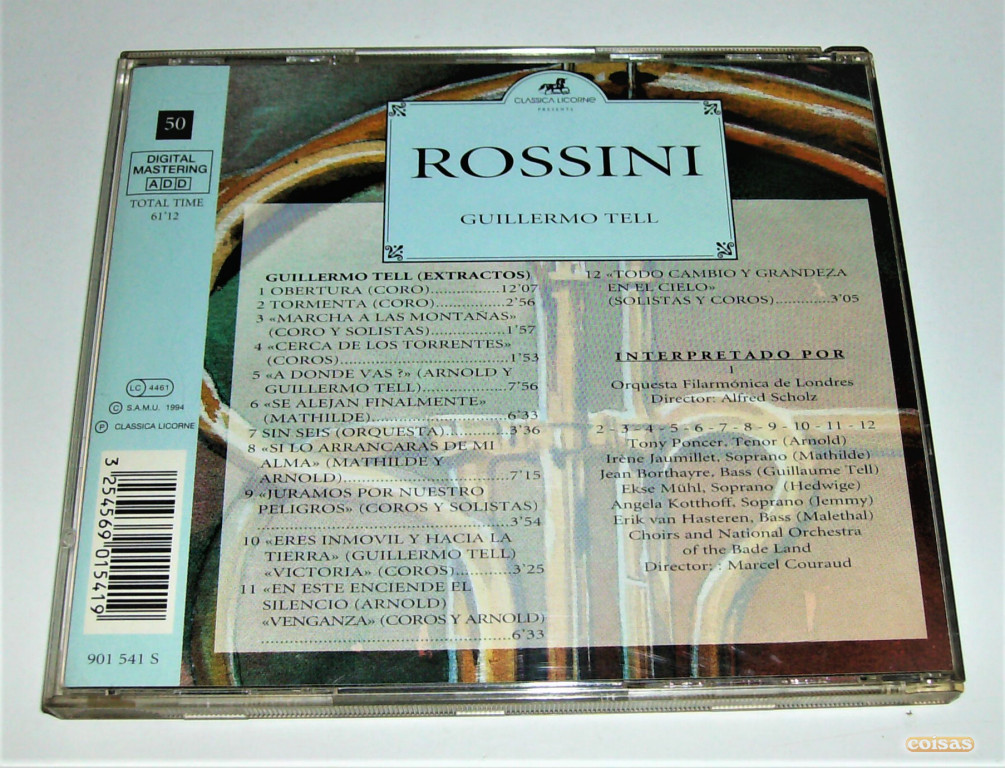 50
DIGITAL
MASTERING
ADD
TOTAL TIME
61'12
LC 4461
© S.A.M.U. 1994
℗ CLASSICA LICORNE
3 254569 015419
901 541 S
CLASSICA LICORNE
PRESENTE
ROSSINI
GUILLERMO TELL
GUILLERMO TELL (EXTRACTOS)
1 OBERTURA (CORO)...............12'07
2 TORMENTA (CORO)...............2'56
3 «MARCHA A LAS MONTAÑAS»
(CORO Y SOLISTAS)...................1'57
4 «CERCA DE LOS TORRENTES»
(COROS)...............................1'53
5 «A DONDE VAS?» (ARNOLD Y
GUILLERMO TELL)..................7'56
6 «SE ALEJAN FINALMENTE»
(MATHILDE)...........................6'33
7 SIN SEIS (ORQUESTA)............3'36
8 «SI LO ARRANCARAS DE MI
ALMA» (MATHILDE Y
ARNOLD)..............................7'15
9 «JURAMOS POR NUESTRO
PELIGROS» (COROS Y SOLISTAS)
..............................................3'54
10 «ERES INMOVIL Y HACIA LA
TIERRA» (GUILLERMO TELL)
«VICTORIA» (COROS)............3'25
11 «EN ESTE ENCIENDE EL
SILENCIO (ARNOLD)
«VENGANZA» (COROS Y ARNOLD)
..............................................6'33
12 «TODO CAMBIO Y GRANDEZA
EN EL CIELO»
(SOLISTAS Y COROS).............3'05
INTERPRETADO POR
1
Orquesta Filarmónica de Londres
Director: Alfred Scholz
2 - 3 - 4 - 5 - 6 - 7 - 8 - 9 - 10 - 11 - 12
Tony Poncer, Tenor (Arnold)
Irène Jaumillet, Soprano (Mathilde)
Jean Borthayre, Bass (Guillaume Tell)
Ekse Mühl, Soprano (Hedwige)
Angela Kotthoff, Soprano (Jemmy)
Erik van Hasteren, Bass (Malethal)
Choirs and National Orchestra
of the Bade Land
Director: : Marcel Couraud
coisas